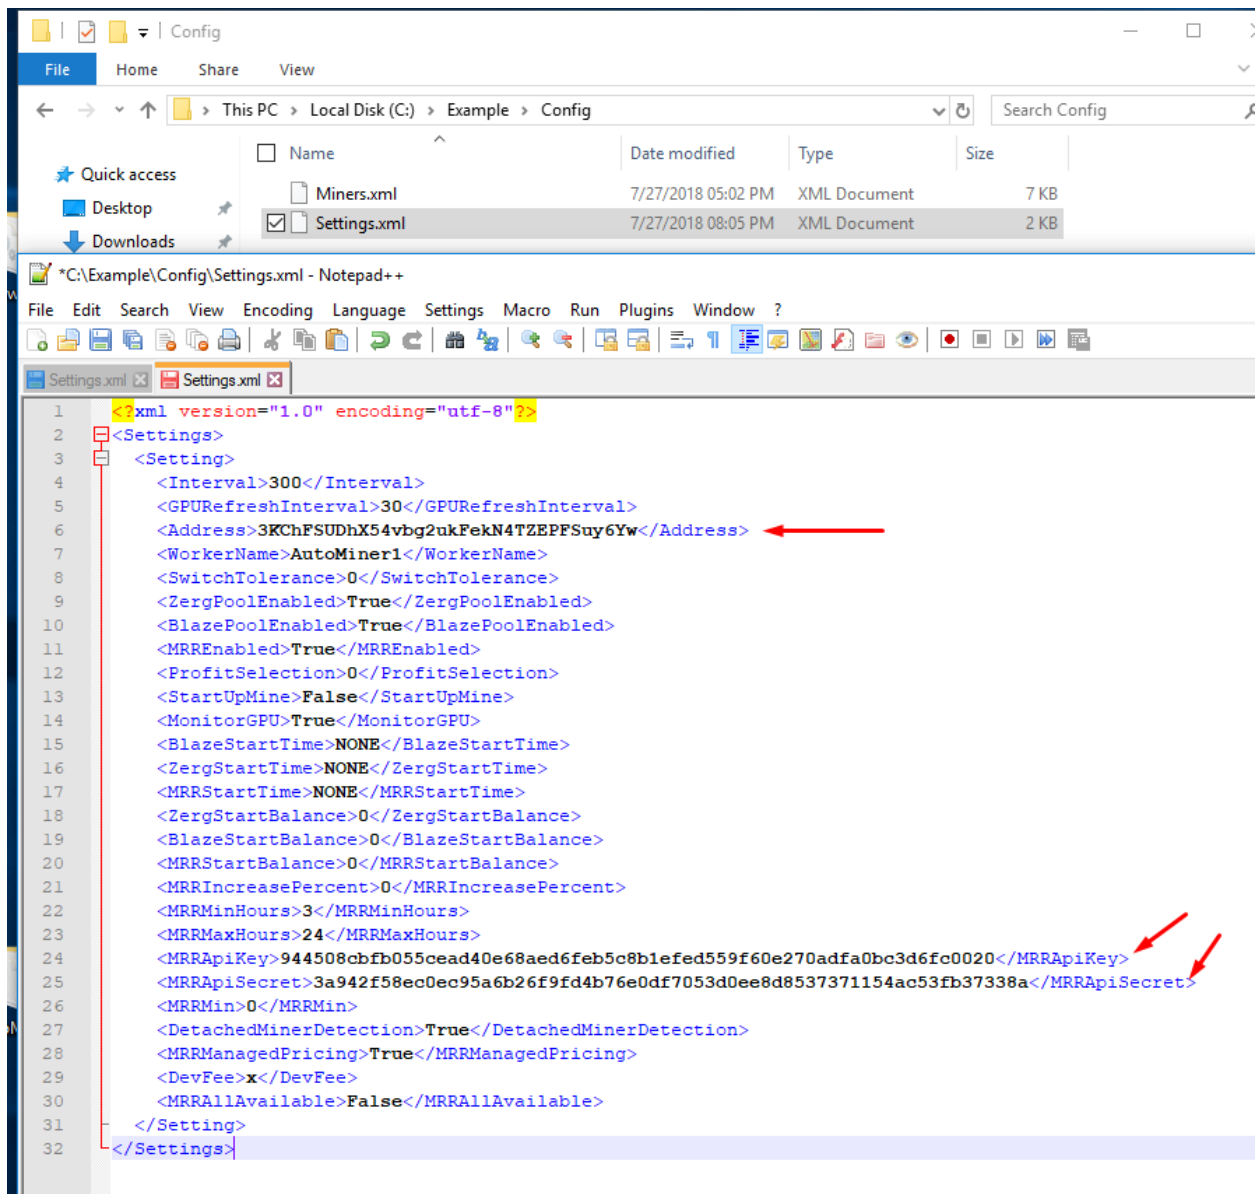 Config
File Home Share View
This PC > Local Disk (C:) > Example > Config
Search Config
Name Date modified Type Size
Quick access
Desktop
Downloads
Miners.xml 7/27/2018 05:02 PM XML Document 7 KB
Settings.xml 7/27/2018 08:05 PM XML Document 2 KB
*C:\Example\Config\Settings.xml - Notepad++
File Edit Search View Encoding Language Settings Macro Run Plugins Window ?
Settings.xml Settings.xml
1 <?xml version="1.0" encoding="utf-8"?>
2 <Settings>
3 <Setting>
4 <Interval>300</Interval>
5 <GPURefreshInterval>30</GPURefreshInterval>
6 <Address>3KChFSUDhX54vbg2ukFekN4TZEPFSuy6Yw</Address>
7 <WorkerName>AutoMiner1</WorkerName>
8 <SwitchTolerance>0</SwitchTolerance>
9 <ZergPoolEnabled>True</ZergPoolEnabled>
10 <BlazePoolEnabled>True</BlazePoolEnabled>
11 <MRREnabled>True</MRREnabled>
12 <ProfitSelection>0</ProfitSelection>
13 <StartUpMine>False</StartUpMine>
14 <MonitorGPU>True</MonitorGPU>
15 <BlazeStartTime>NONE</BlazeStartTime>
16 <ZergStartTime>NONE</ZergStartTime>
17 <MRRStartTime>NONE</MRRStartTime>
18 <ZergStartBalance>0</ZergStartBalance>
19 <BlazeStartBalance>0</BlazeStartBalance>
20 <MRRStartBalance>0</MRRStartBalance>
21 <MRRIncreasePercent>0</MRRIncreasePercent>
22 <MRRMinHours>3</MRRMinHours>
23 <MRRMaxHours>24</MRRMaxHours>
24 <MRRApiKey>944508cbfb055cead40e68aed6feb5c8b1efed559f60e270adfa0bc3d6fc0020</MRRApiKey>
25 <MRRApiSecret>3a942f58ec0ec95a6b26f9fd4b76e0df7053d0ee8d8537371154ac53fb37338a</MRRApiSecret>
26 <MRRMin>0</MRRMin>
27 <DetachedMinerDetection>True</DetachedMinerDetection>
28 <MRRManagedPricing>True</MRRManagedPricing>
29 <DevFee>x</DevFee>
30 <MRRAllAvailable>False</MRRAllAvailable>
31 </Setting>
32 </Settings>